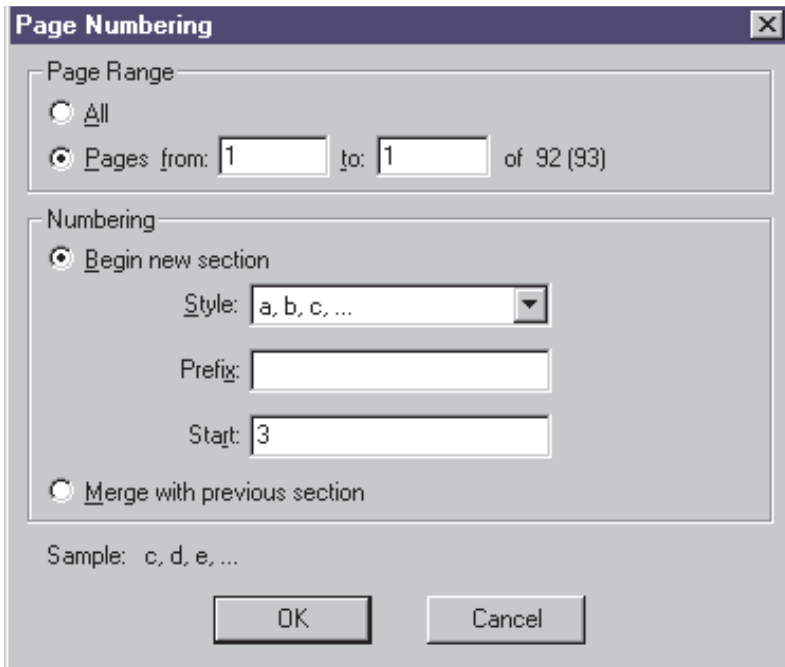 Page Numbering
Page Range
All
Pages from: 1 to: 1 of 92 (93)
Numbering
Begin new section
Style: a, b, c, ...
Prefix:
Start: 3
Merge with previous section
Sample: c, d, e, ...
OK Cancel